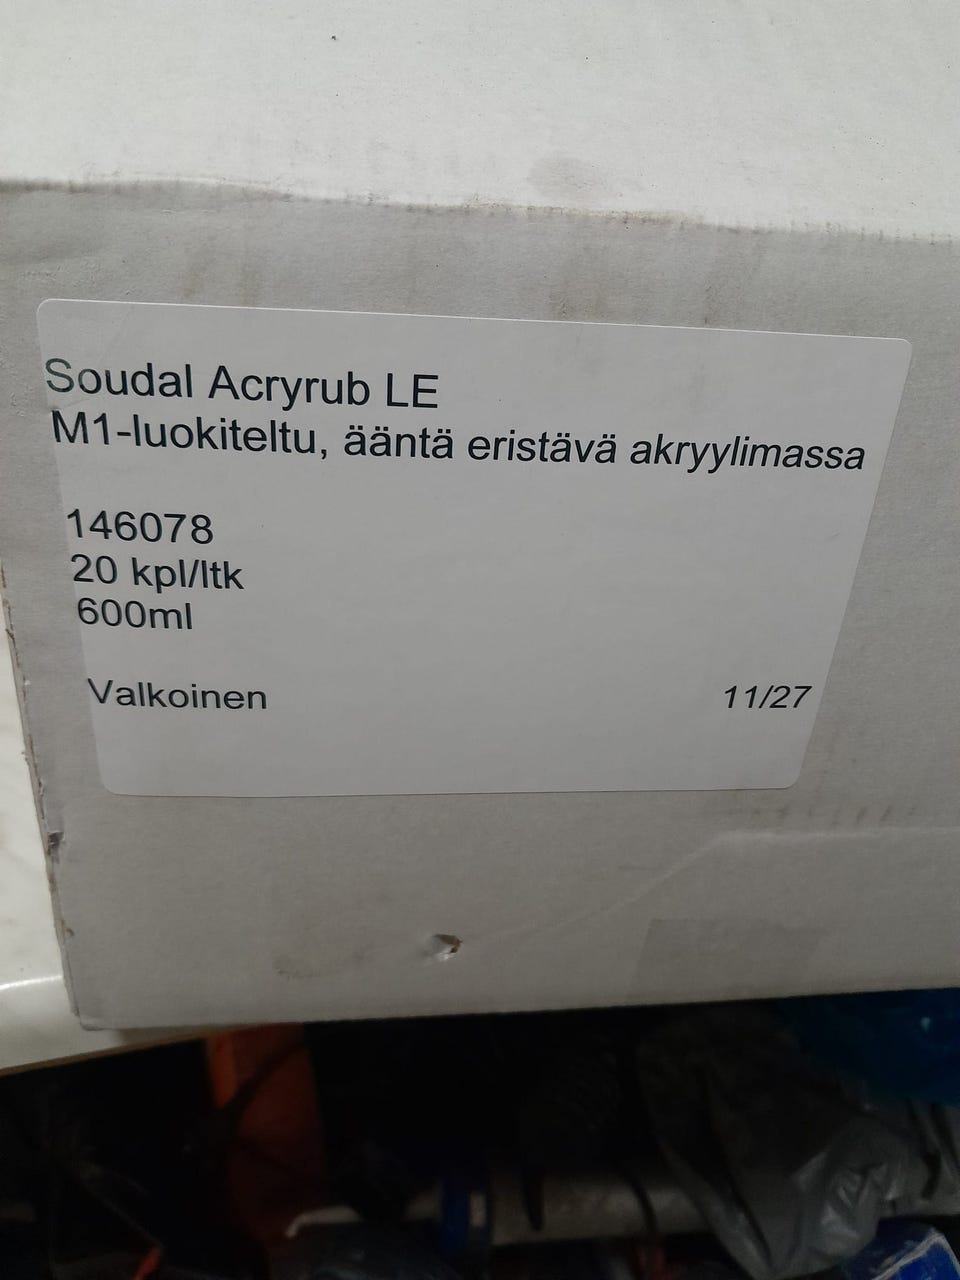 Soudal Acryrub LE
M1-luokiteltu, ääntä eristävä akryylimassa
146078
20 kpl/ltk
600ml
Valkoinen 11/27